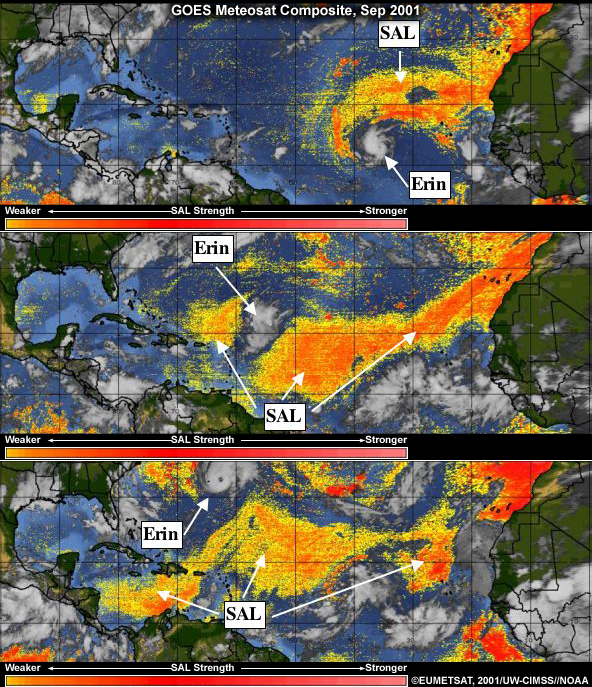 GOES Meteosat Composite, Sep 2001
SAL
Erin
Weaker SAL Strength Stronger
Erin
SAL
Weaker SAL Strength Stronger
Erin
SAL
Weaker SAL Strength Stronger
©EUMETSAT, 2001/UW-CIMSS//NOAA